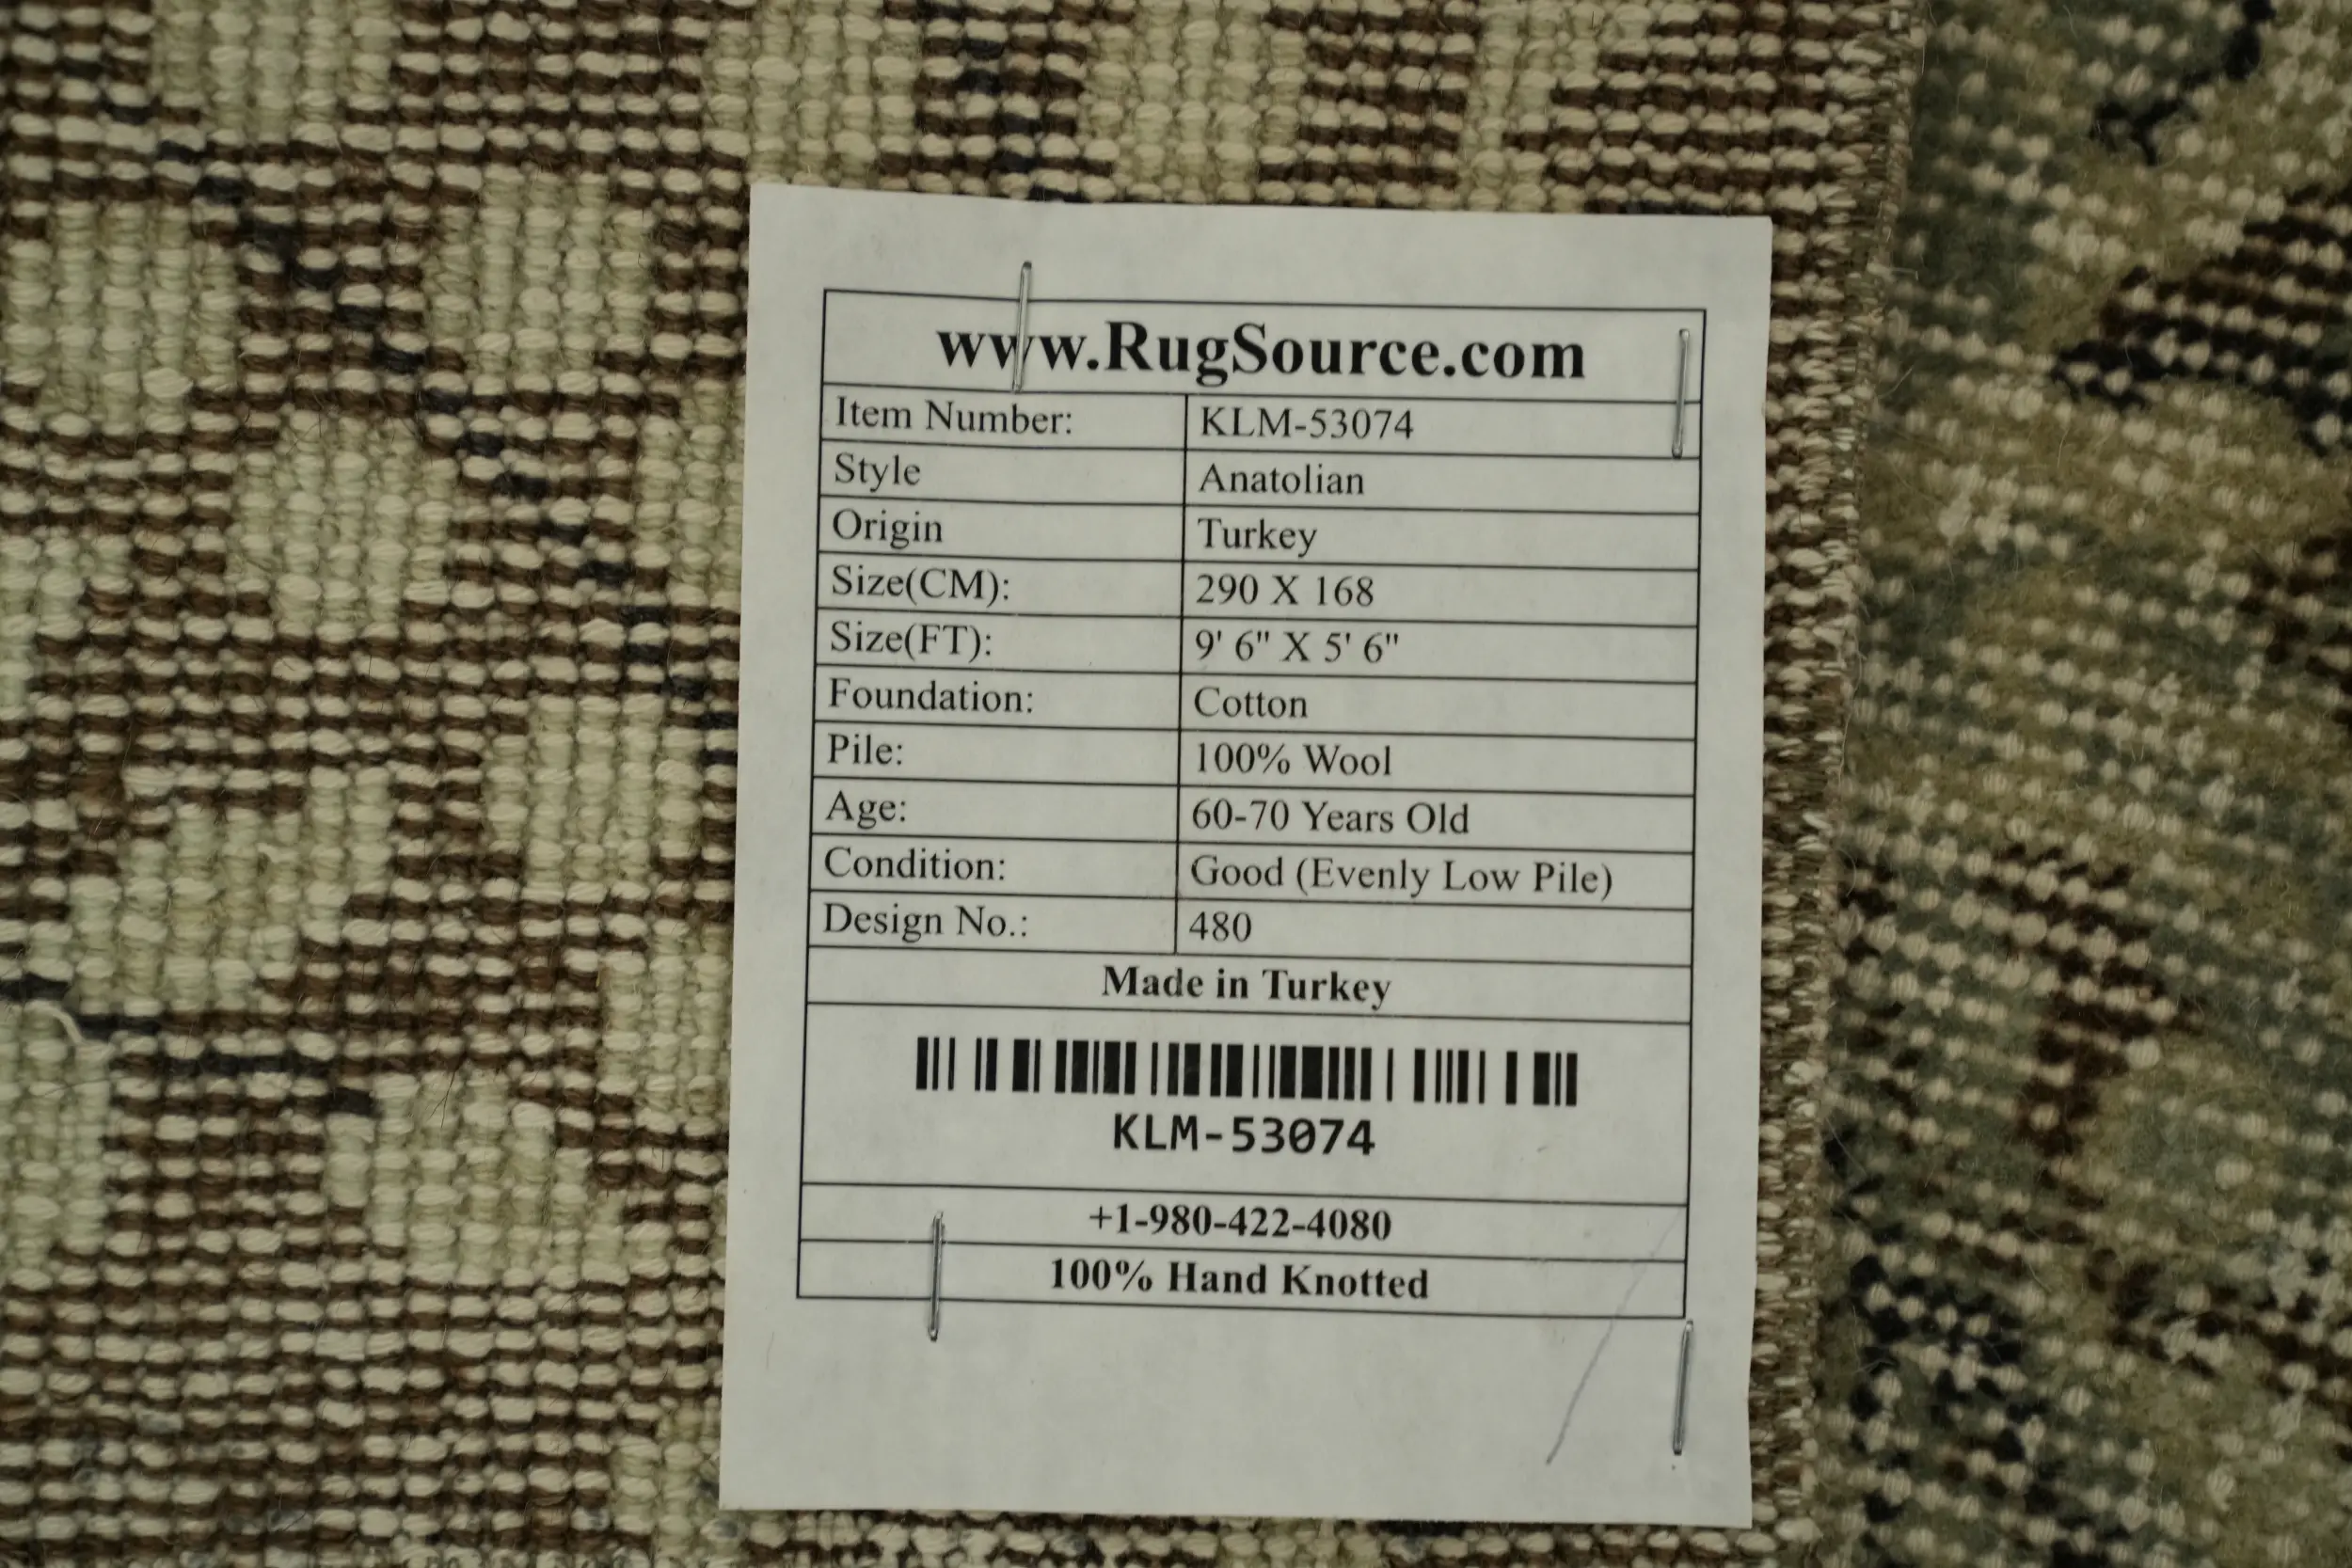 www.RugSource.com
Item Number: KLM-53074
Style Anatolian
Origin Turkey
Size(CM): 290 X 168
Size(FT): 9' 6" X 5' 6"
Foundation: Cotton
Pile: 100% Wool
Age: 60-70 Years Old
Condition: Good (Evenly Low Pile)
Design No.: 480
Made in Turkey
KLM-53074
+1-980-422-4080
100% Hand Knotted